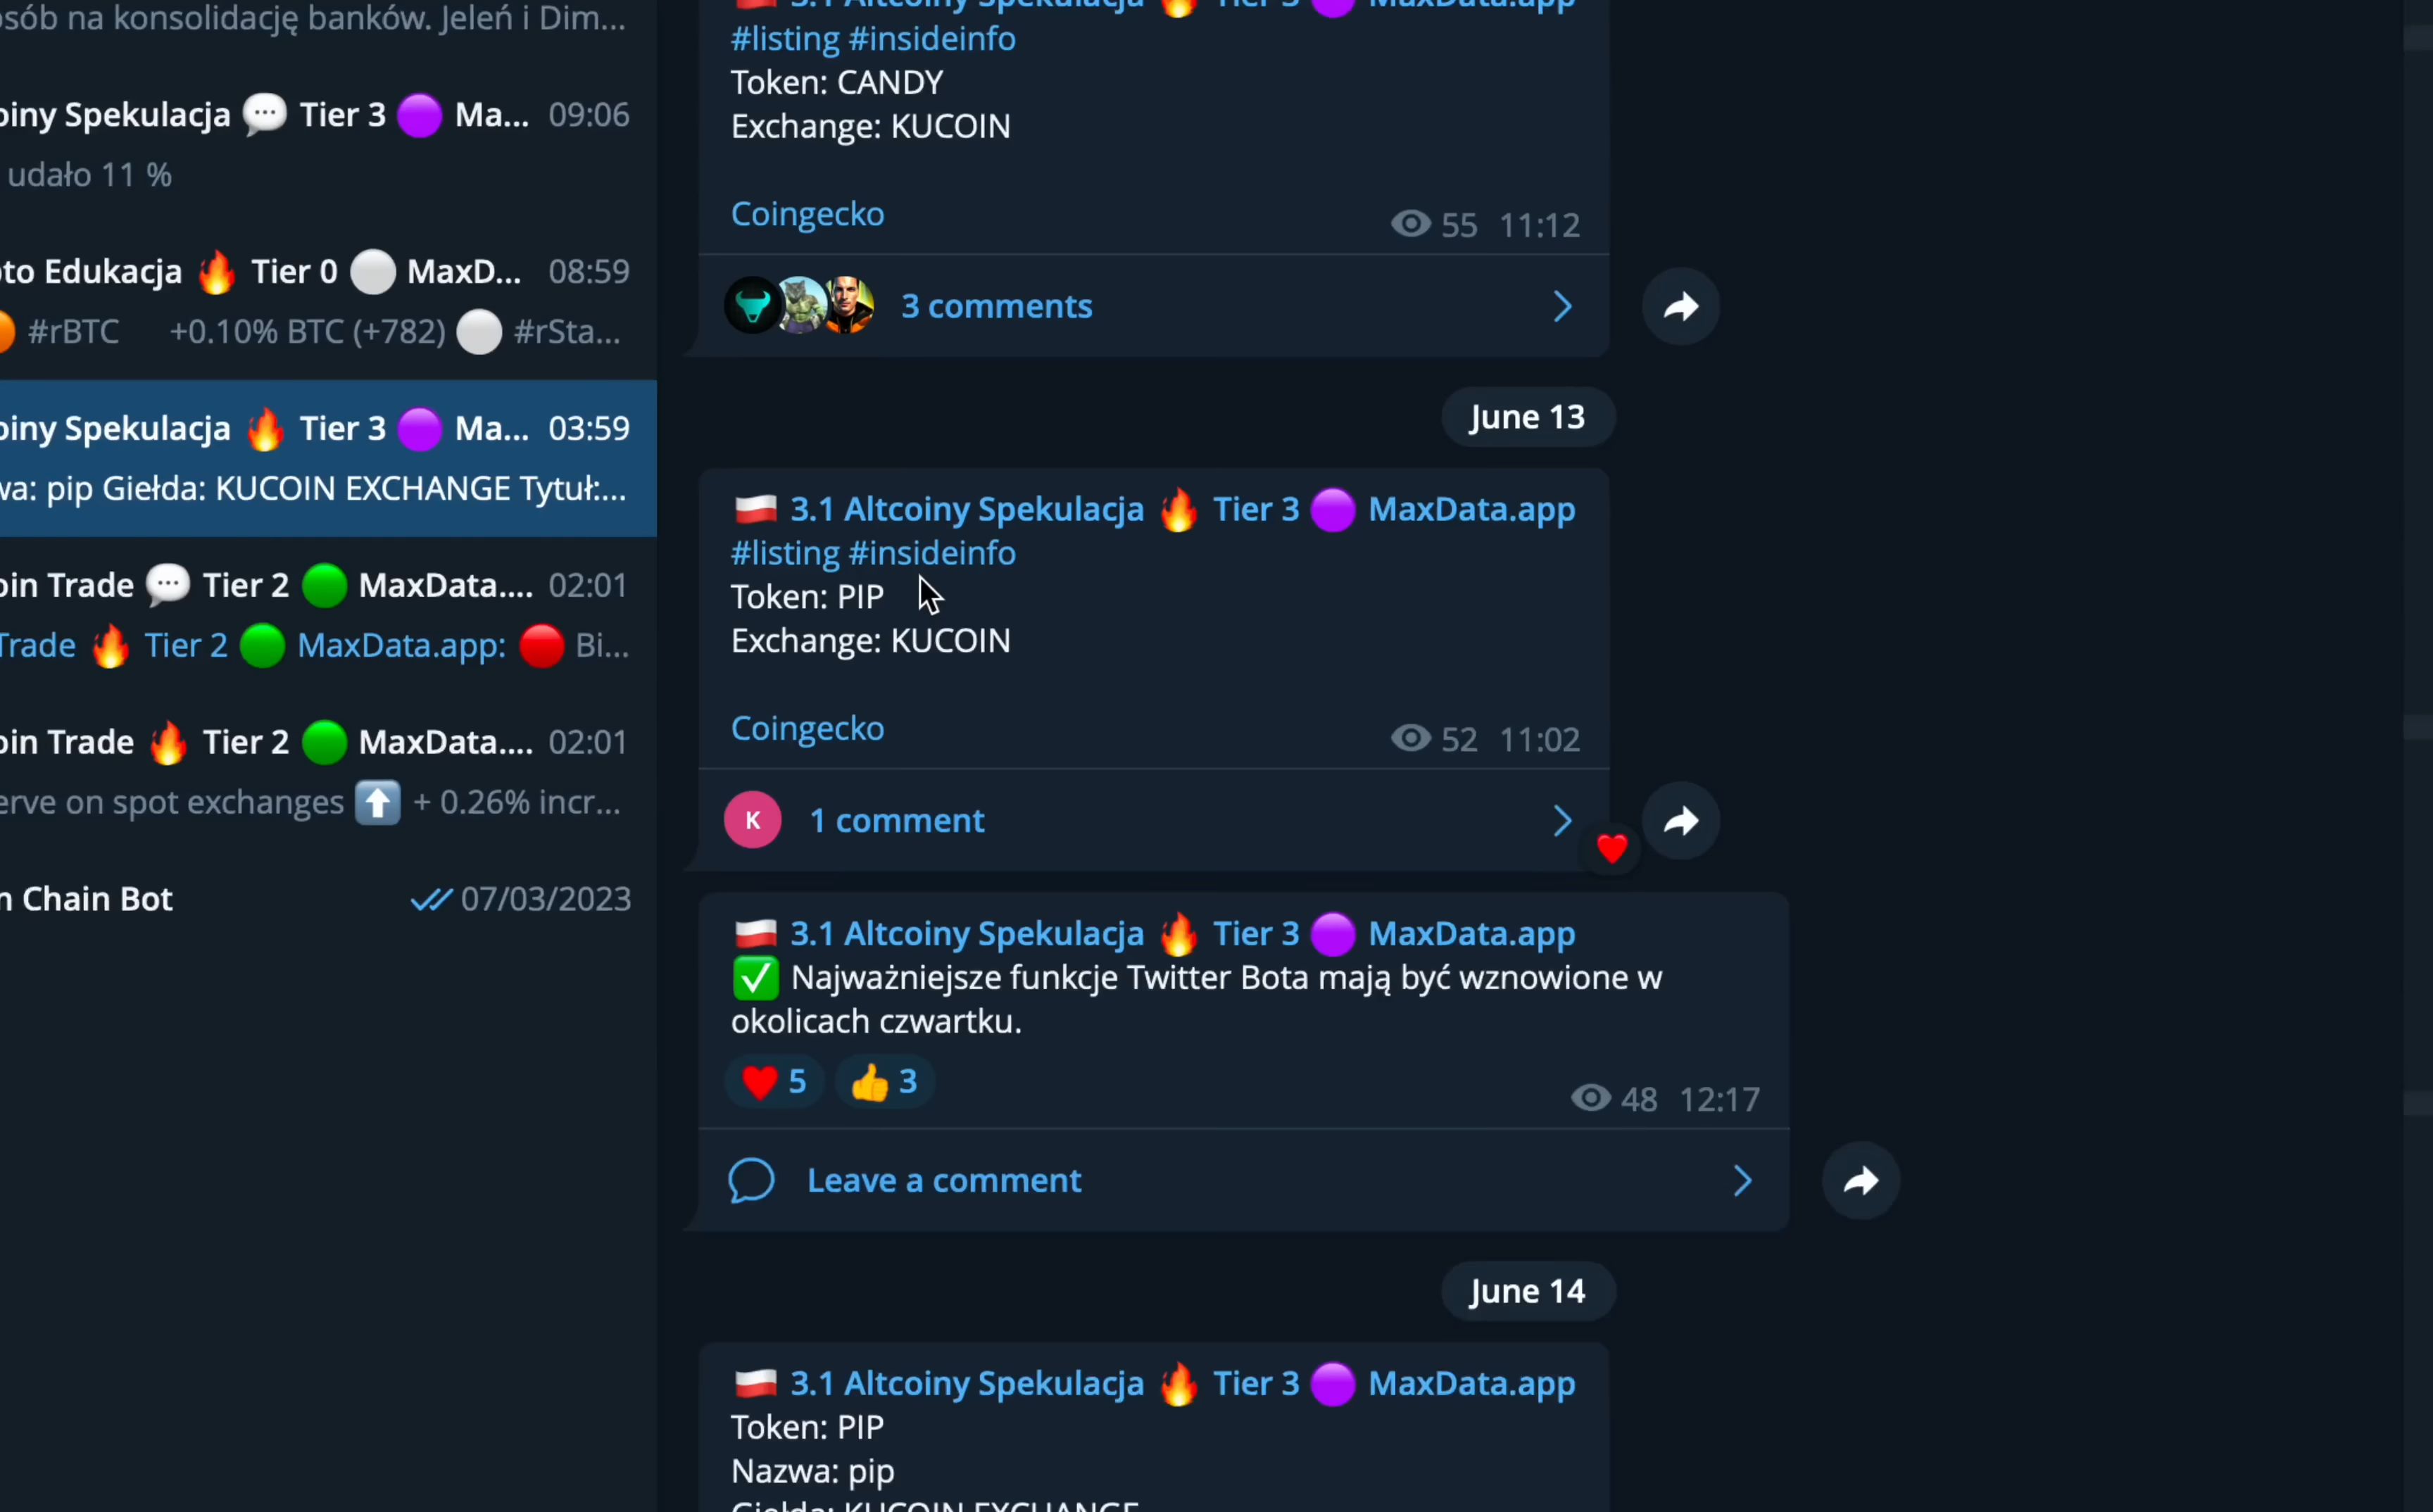 osób na konsolidację banków. Jeleń i Dim...
oiny Spekulacja 💬 Tier 3 🟣 Ma... 09:06
udało 11 %
oto Edukacja 🔥 Tier 0 ⚪ MaxD... 08:59
#rBTC +0.10% BTC (+782) ⚪ #rSta...
oiny Spekulacja 🔥 Tier 3 🟣 Ma... 03:59
wa: pip Giełda: KUCOIN EXCHANGE Tytuł:...
oin Trade 💬 Tier 2 🟢 MaxData.... 02:01
Trade 🔥 Tier 2 🟢 MaxData.app: 🔴 Bi...
oin Trade 🔥 Tier 2 🟢 MaxData.... 02:01
erve on spot exchanges ⬆️ + 0.26% incr...
n Chain Bot 07/03/2023
3.1 Altcoiny Spekulacja 🔥 Tier 3 🟣 MaxData.app
#listing #insideinfo
Token: CANDY
Exchange: KUCOIN
Coingecko 55 11:12
3 comments
June 13
🇵🇱 3.1 Altcoiny Spekulacja 🔥 Tier 3 🟣 MaxData.app
#listing #insideinfo
Token: PIP
Exchange: KUCOIN
Coingecko 52 11:02
K 1 comment
🇵🇱 3.1 Altcoiny Spekulacja 🔥 Tier 3 🟣 MaxData.app
✅ Najważniejsze funkcje Twitter Bota mają być wznowione w
okolicach czwartku.
❤️ 5 👍 3 48 12:17
Leave a comment
June 14
🇵🇱 3.1 Altcoiny Spekulacja 🔥 Tier 3 🟣 MaxData.app
Token: PIP
Nazwa: pip
Giełda: KUCOIN EXCHANGE